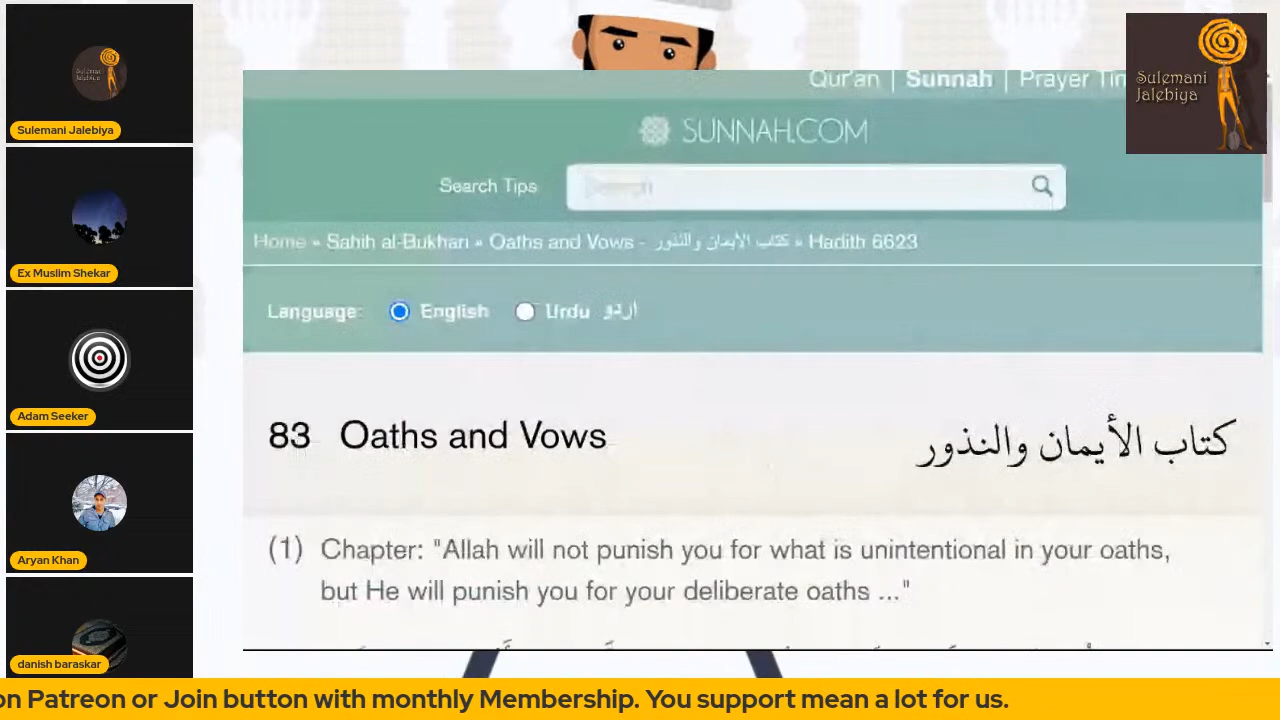 Sulemani Jalebiya
Ex Muslim Shekar
Adam Seeker
Aryan Khan
danish baraskar
Sulemani
Jalebiya
Qur'an | Sunnah | Prayer Tim
SUNNAH.COM
Search Tips
Search
Home » Sahih al-Bukhari » Oaths and Vows - كتاب الأيمان والنذور » Hadith 6623
Language: English Urdu اردو
83 Oaths and Vows كتاب الأيمان والنذور
(1) Chapter: "Allah will not punish you for what is unintentional in your oaths,
but He will punish you for your deliberate oaths ..."
on Patreon or Join button with monthly Membership. You support mean a lot for us.